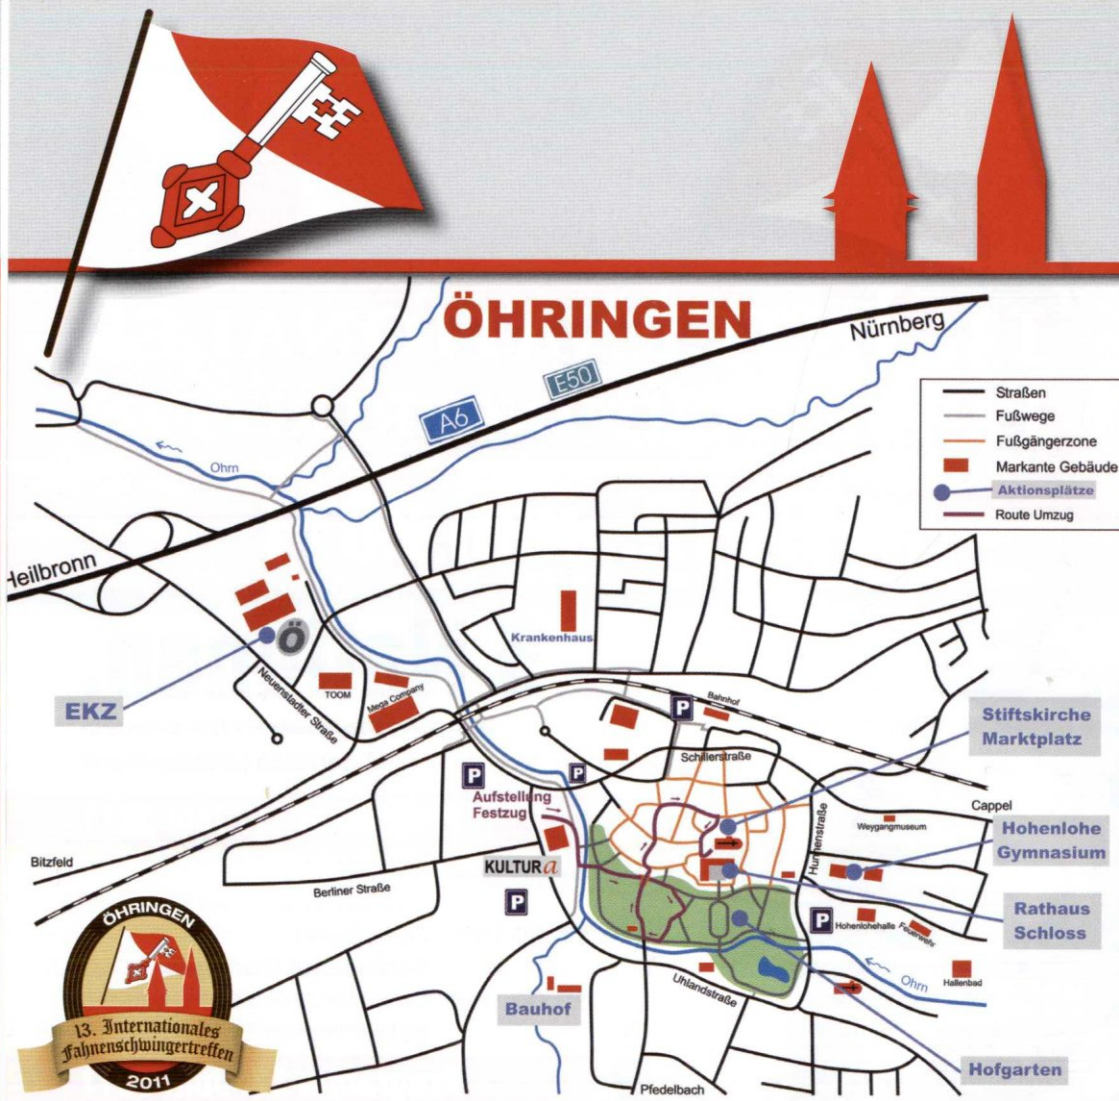 ÖHRINGEN
Nürnberg
E50
A6
Straßen
Fußwege
Fußgängerzone
Markante Gebäude
Aktionsplätze
Route Umzug
Ohrn
Heilbronn
Krankenhaus
Ö
EKZ
Neuenstadter Straße
TOOM
Mega Company
P
Bahnhof
Stiftskirche
Marktplatz
Schillerstraße
P
P
Aufstellung
Festzug
Cappel
Hunnenstraße
Weygangmuseum
Hohenlohe
Gymnasium
Bitzfeld
KULTURa
Berliner Straße
P
P
Hohenlohehalle
Feuerwehr
Rathaus
Schloss
Ohrn
Hallenbad
Uhlandstraße
Bauhof
Hofgarten
Pfedelbach
ÖHRINGEN
13. Internationales
Fahnenschwingertreffen
2011